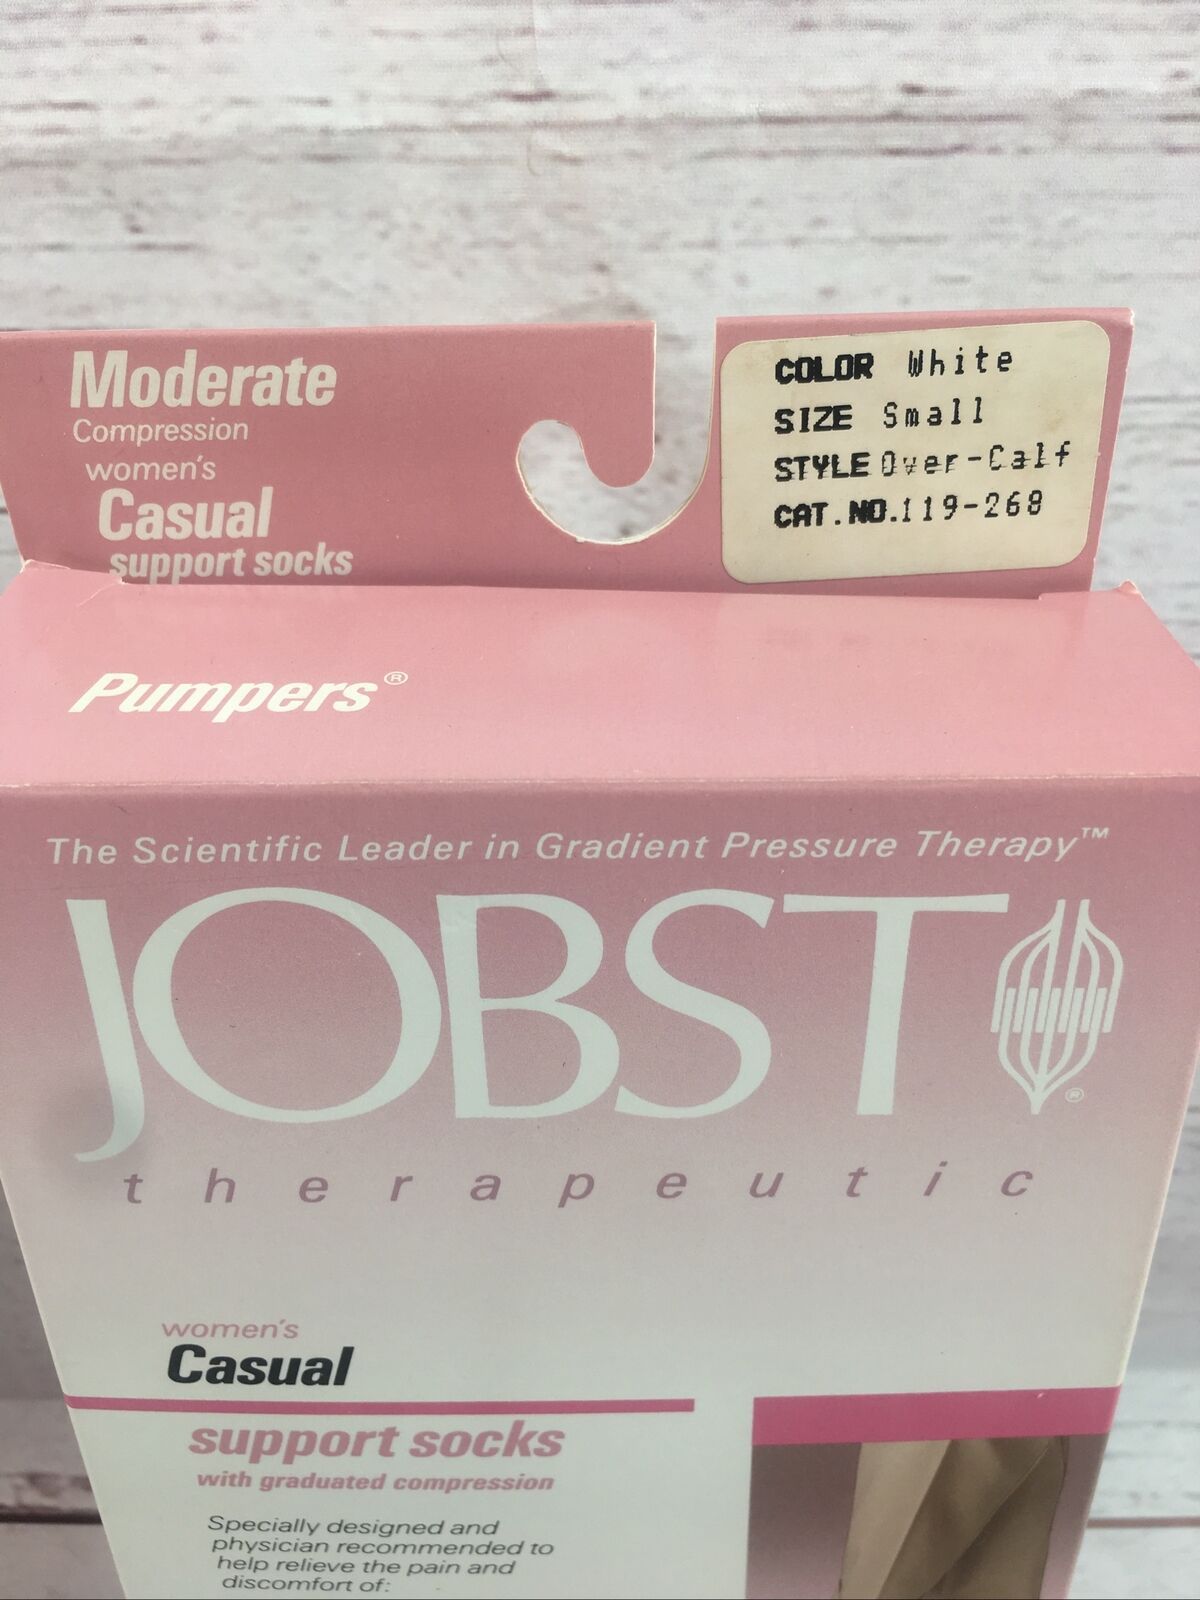 Moderate
Compression
women's
Casual
support socks
COLOR White
SIZE Small
STYLE Over-Calf
CAT.NO.119-268
Pumpers®
The Scientific Leader in Gradient Pressure Therapy™
JOBST®
therapeutic
women's
Casual
support socks
with graduated compression
Specially designed and
physician recommended to
help relieve the pain and
discomfort of: